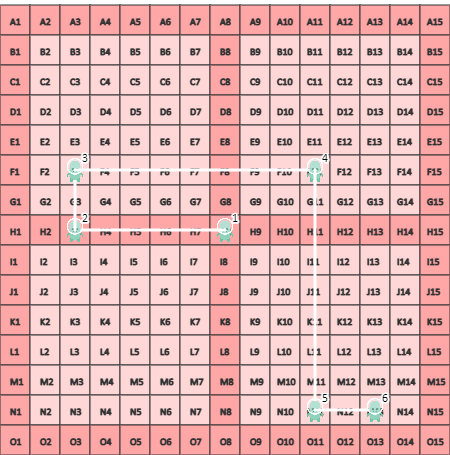 A1 A2 A3 A4 A5 A6 A7 A8 A9 A10 A11 A12 A13 A14 A15
B1 B2 B3 B4 B5 B6 B7 B8 B9 B10 B11 B12 B13 B14 B15
C1 C2 C3 C4 C5 C6 C7 C8 C9 C10 C11 C12 C13 C14 C15
D1 D2 D3 D4 D5 D6 D7 D8 D9 D10 D11 D12 D13 D14 D15
E1 E2 E3 E4 E5 E6 E7 E8 E9 E10 E11 E12 E13 E14 E15
F1 F2 3 F4 F5 F6 F7 F8 F9 F10 4 F12 F13 F14 F15
G1 G2 G3 G4 G5 G6 G7 G8 G9 G10 G11 G12 G13 G14 G15
H1 H2 2 H4 H5 H6 H7 1 H9 H10 H11 H12 H13 H14 H15
I1 I2 I3 I4 I5 I6 I7 I8 I9 I10 I11 I12 I13 I14 I15
J1 J2 J3 J4 J5 J6 J7 J8 J9 J10 J11 J12 J13 J14 J15
K1 K2 K3 K4 K5 K6 K7 K8 K9 K10 K11 K12 K13 K14 K15
L1 L2 L3 L4 L5 L6 L7 L8 L9 L10 L11 L12 L13 L14 L15
M1 M2 M3 M4 M5 M6 M7 M8 M9 M10 M11 M12 M13 M14 M15
N1 N2 N3 N4 N5 N6 N7 N8 N9 N10 5 N12 6 N14 N15
O1 O2 O3 O4 O5 O6 O7 O8 O9 O10 O11 O12 O13 O14 O15